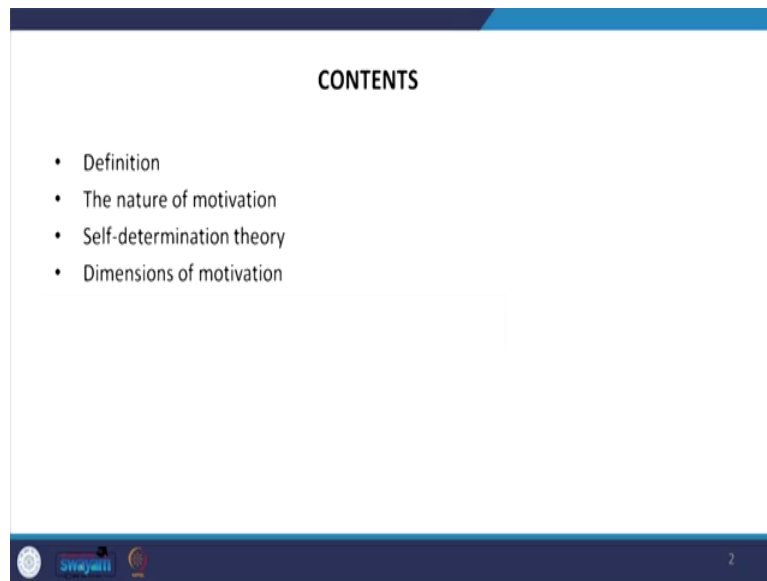 CONTENTS
• Definition
• The nature of motivation
• Self-determination theory
• Dimensions of motivation
swayam
2